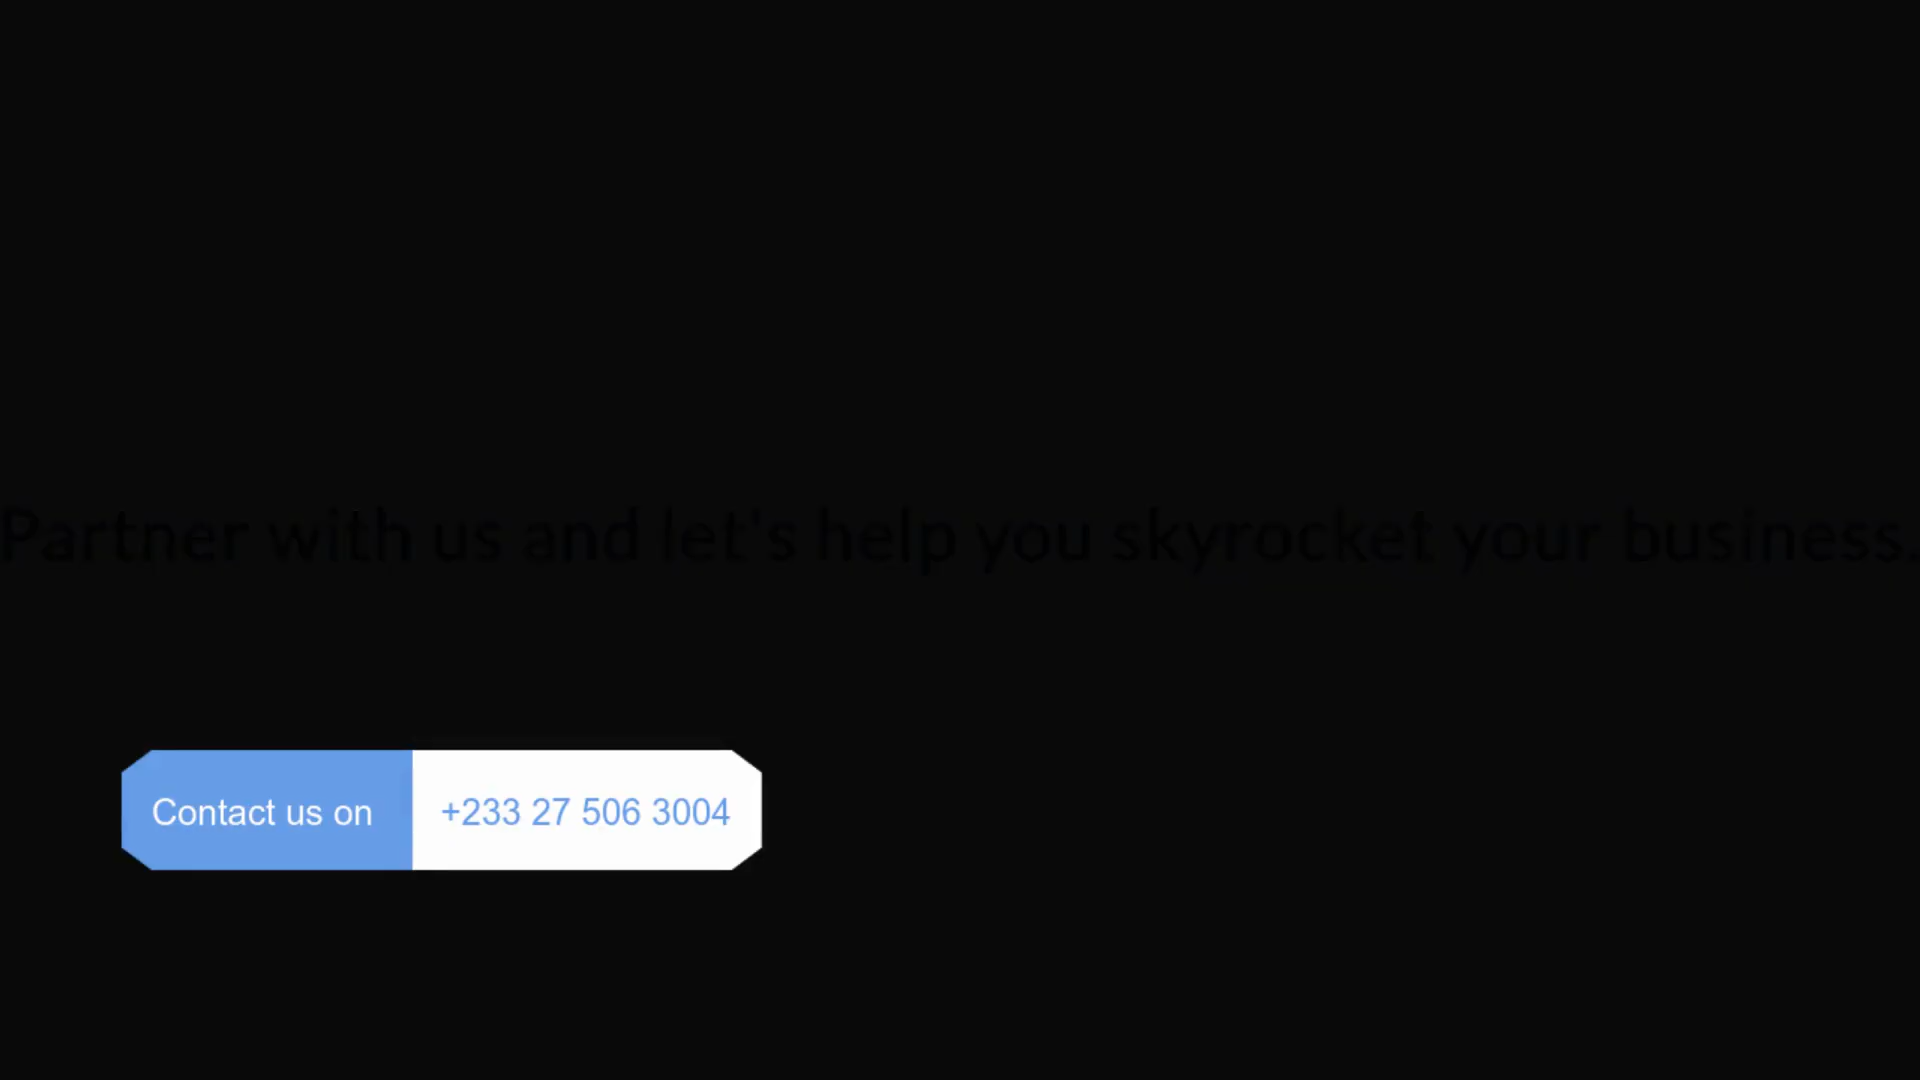 Partner with us and let's help you skyrocket your business.
Contact us on +233 27 506 3004